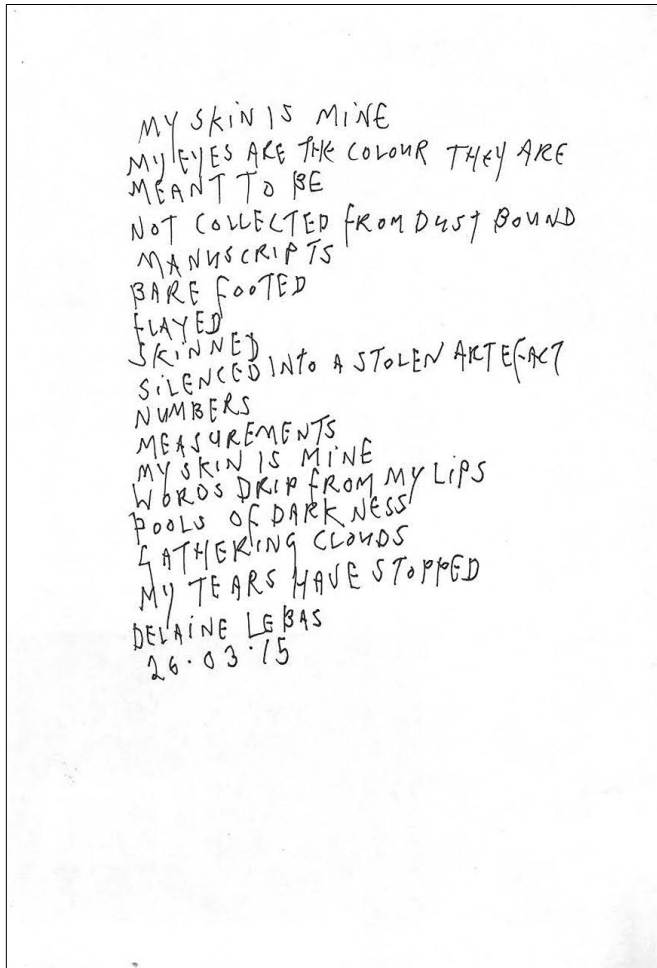 MY SKIN IS MINE
MY EYES ARE THE COLOUR THEY ARE
MEANT TO BE
NOT COLLECTED FROM DUST BOUND
MANUSCRIPTS
BARE FOOTED
FLAYED
SKINNED
SILENCED INTO A STOLEN ARTEFACT
NUMBERS
MEASUREMENTS
MY SKIN IS MINE
WORDS DRIP FROM MY LIPS
POOLS OF DARKNESS
GATHERING CLOUDS
MY TEARS HAVE STOPPED
DELAINE LE BAS
26.03.15